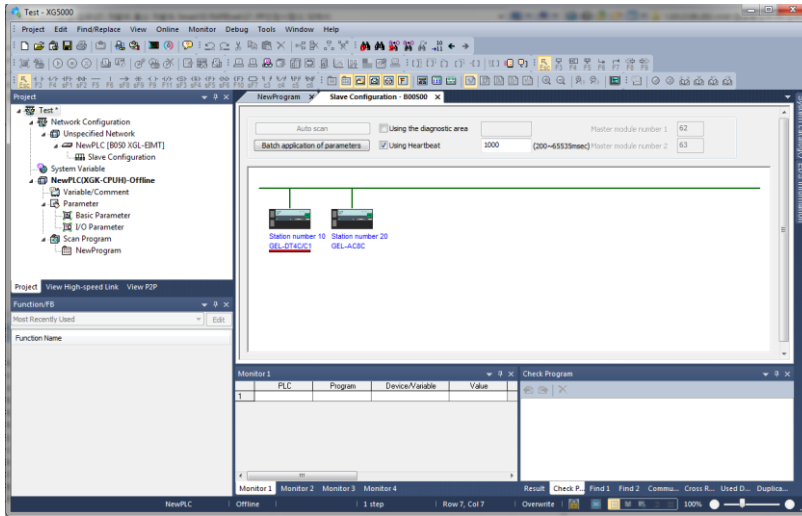 Test - XG5000
Project Edit Find/Replace View Online Monitor Debug Tools Window Help
Project
NewProgram Slave Configuration - B00S00
Test *
Network Configuration
Unspecified Network
NewPLC [B0S0 XGL-EIMT]
Slave Configuration
System Variable
NewPLC(XGK-CPUH)-Offline
Variable/Comment
Parameter
Basic Parameter
I/O Parameter
Scan Program
NewProgram
Auto scan Using the diagnostic area Master module number 1 62
Batch application of parameters Using Heartbeat 1000 (200~65535msec) Master module number 2 63
Station number 10 Station number 20
GEL-DT4C/C1 GEL-AC8C
Project View High-speed Link View P2P
Function/FB
Most Recently Used Edit
Function Name
Monitor 1
PLC Program Device/Variable Value
1
Check Program
Monitor 1 Monitor 2 Monitor 3 Monitor 4
Result Check P... Find 1 Find 2 Commu... Cross R... Used D... Duplica...
NewPLC Offline 1 step Row 7, Col 7 Overwrite 100%